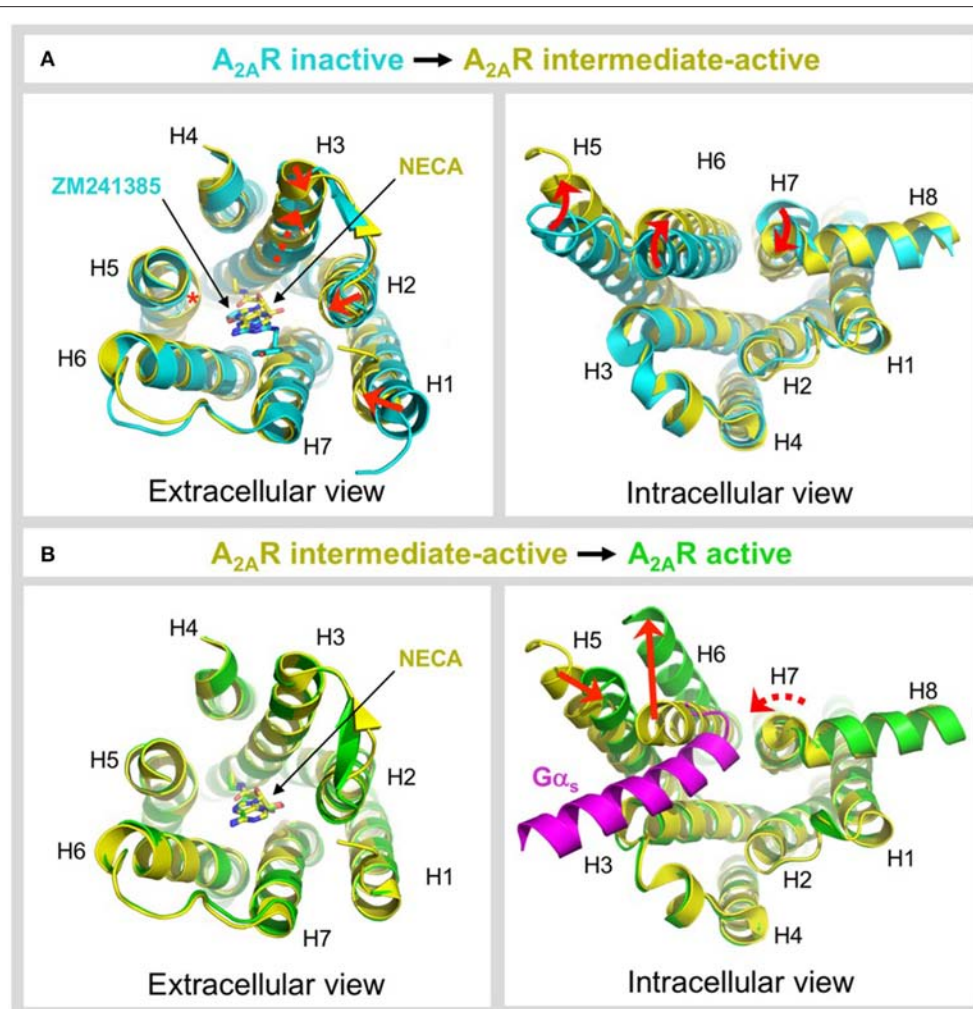 A
A2AR inactive → A2AR intermediate-active
H4
H3
ZM241385
NECA
H5
*
H2
H6
H1
H7
Extracellular view
H5
H6
H7
H8
H3
H2
H1
H4
Intracellular view
B
A2AR intermediate-active → A2AR active
H4
H3
NECA
H5
H2
H6
H1
H7
Extracellular view
H5
H6
H7
H8
Gαs
H3
H2
H1
H4
Intracellular view